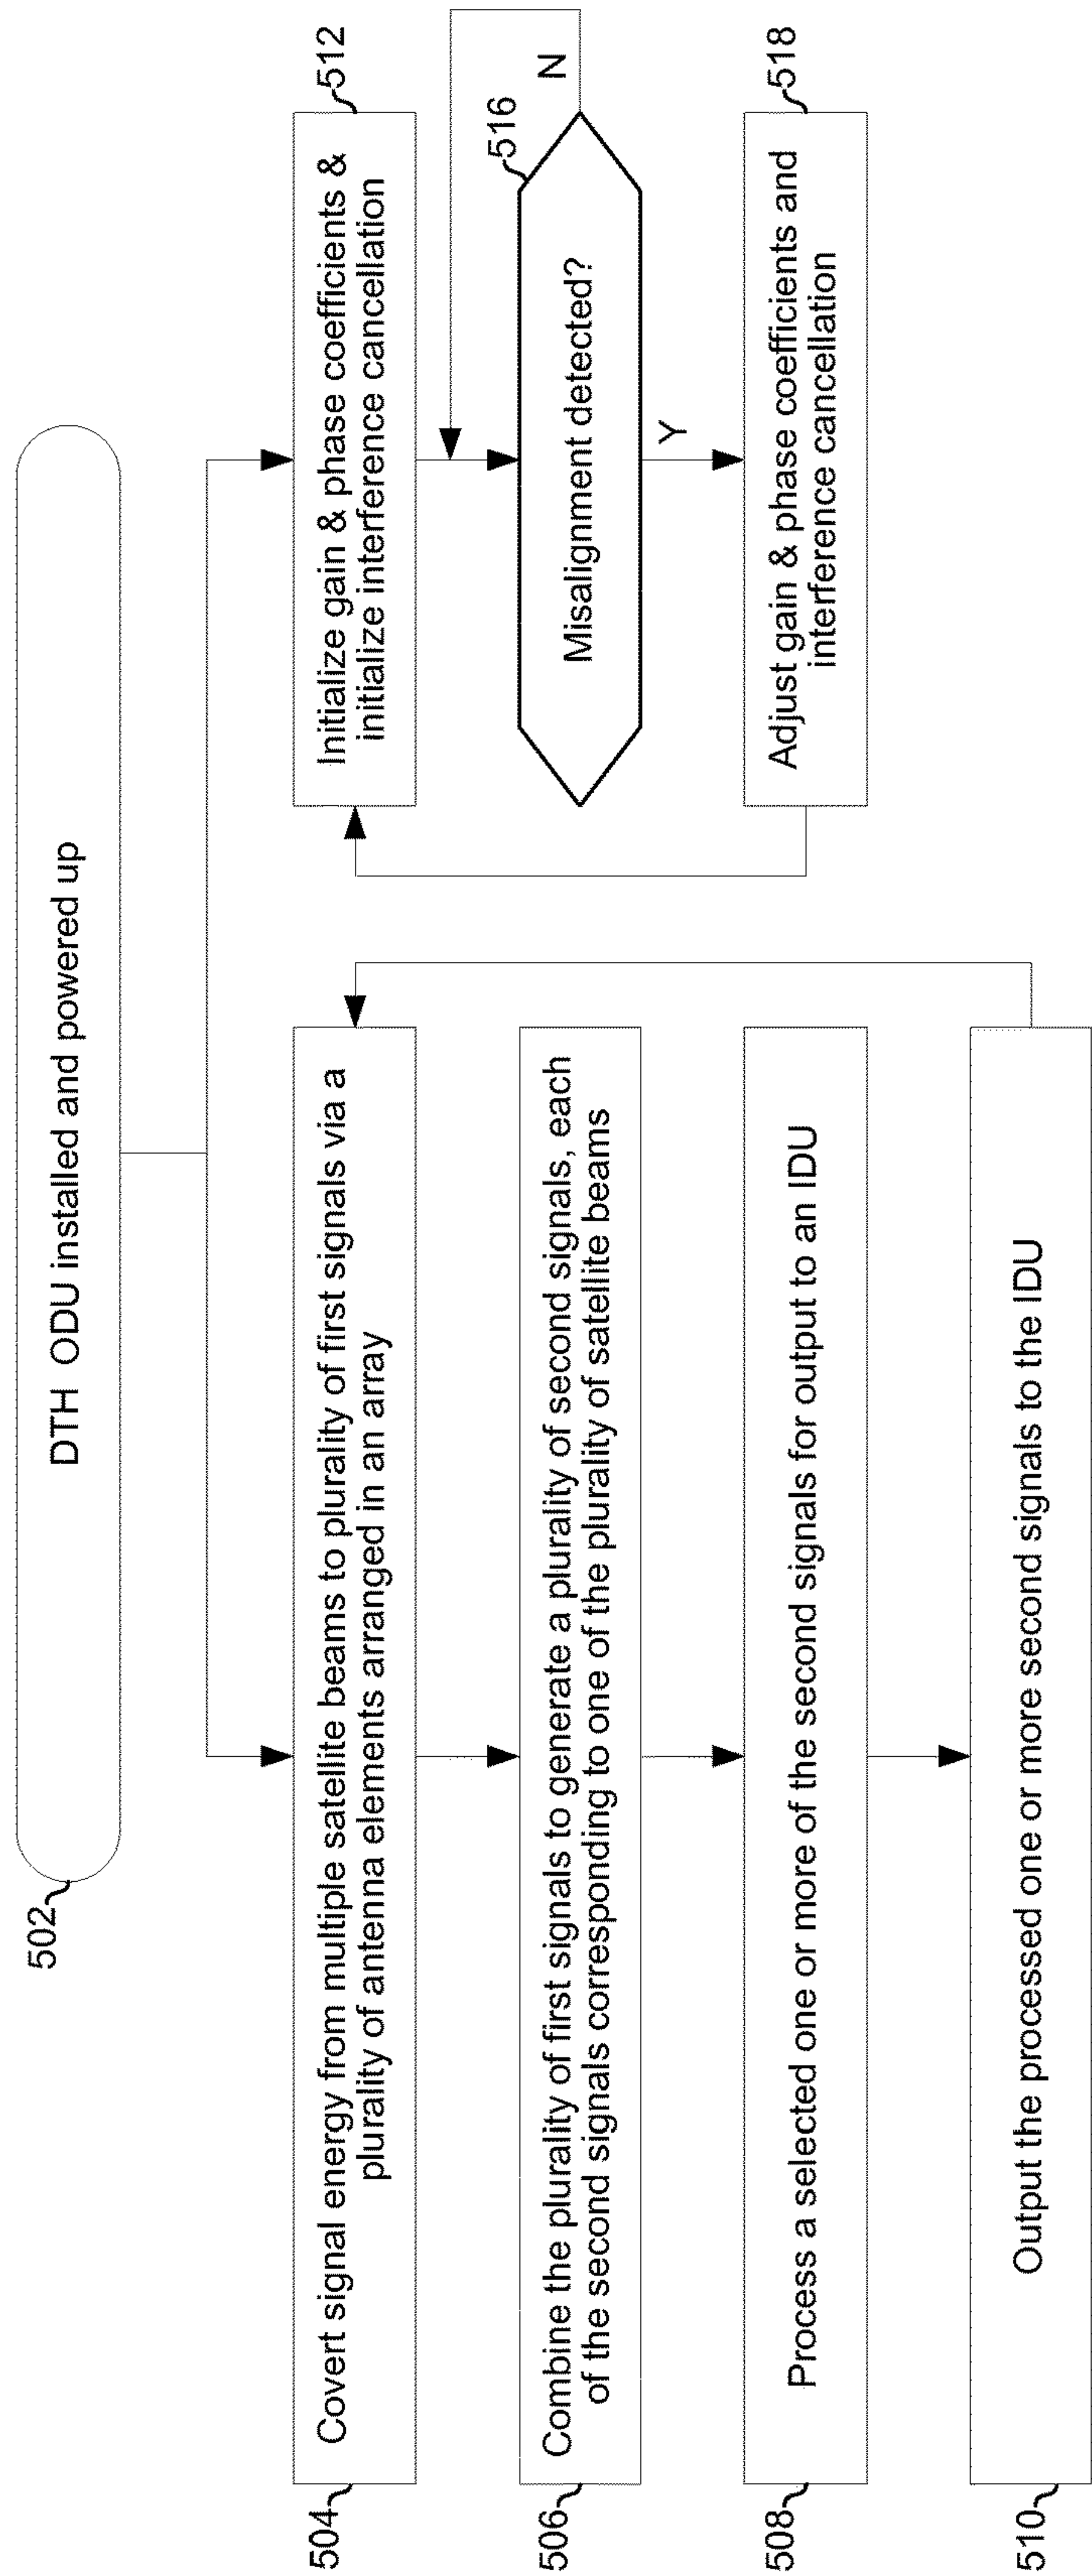 502
DTH ODU installed and powered up
504
Covert signal energy from multiple satellite beams to plurality of first signals via a
plurality of antenna elements arranged in an array
506
Combine the plurality of first signals to generate a plurality of second signals, each
of the second signals corresponding to one of the plurality of satellite beams
508
Process a selected one or more of the second signals for output to an IDU
510
Output the processed one or more second signals to the IDU
512
Initialize gain & phase coefficients &
initialize interference cancellation
516
Misalignment detected?
N
Y
518
Adjust gain & phase coefficients and
interference cancellation